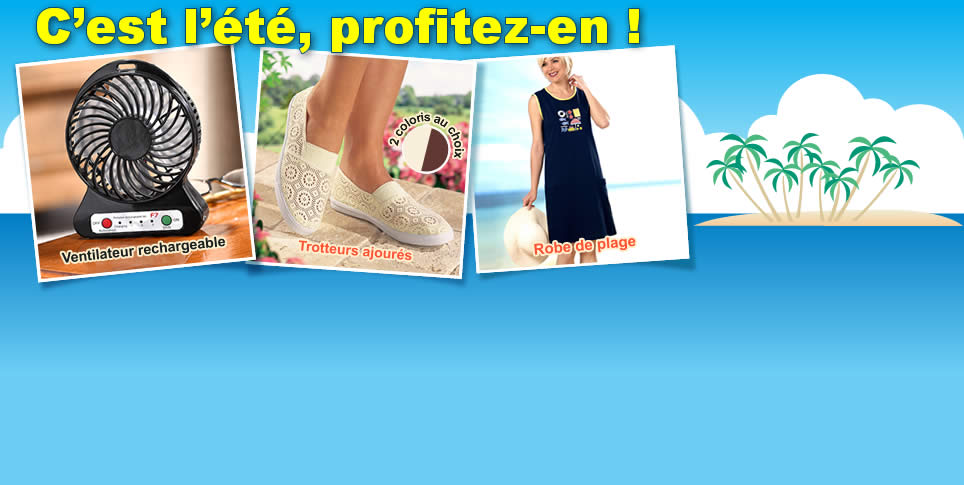 C'est l'été, profitez-en !
2 coloris au choix
OFF
ON
Ventilateur rechargeable
Trotteurs ajourés
Robe de plage